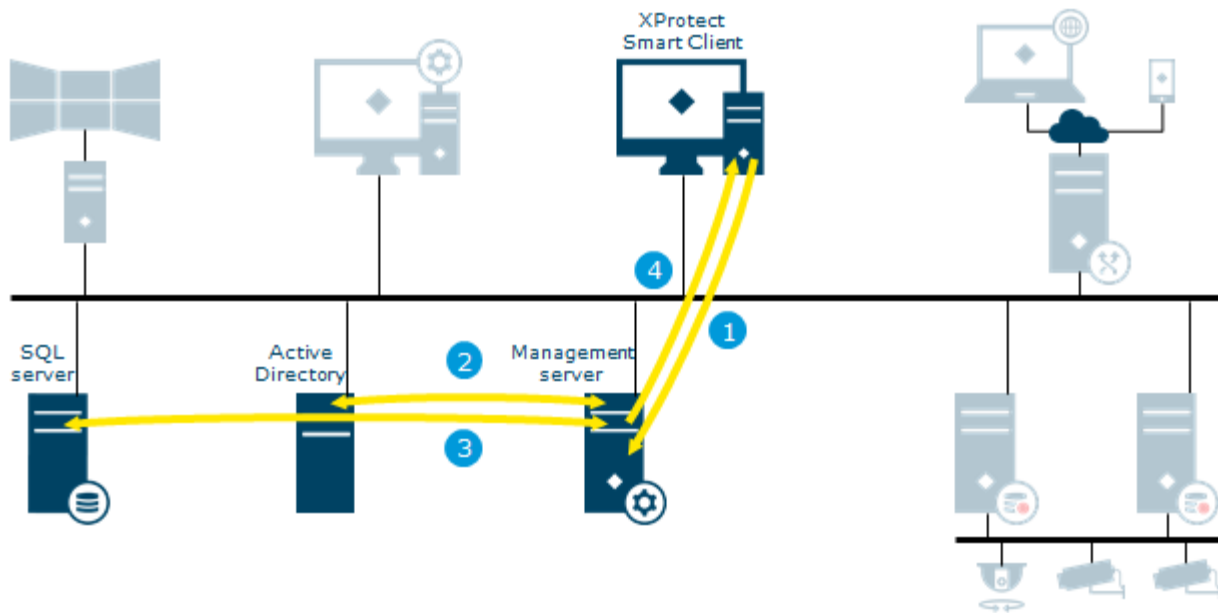 XProtect
Smart Client
4
1
SQL
server
Active
Directory
2
Management
server
3